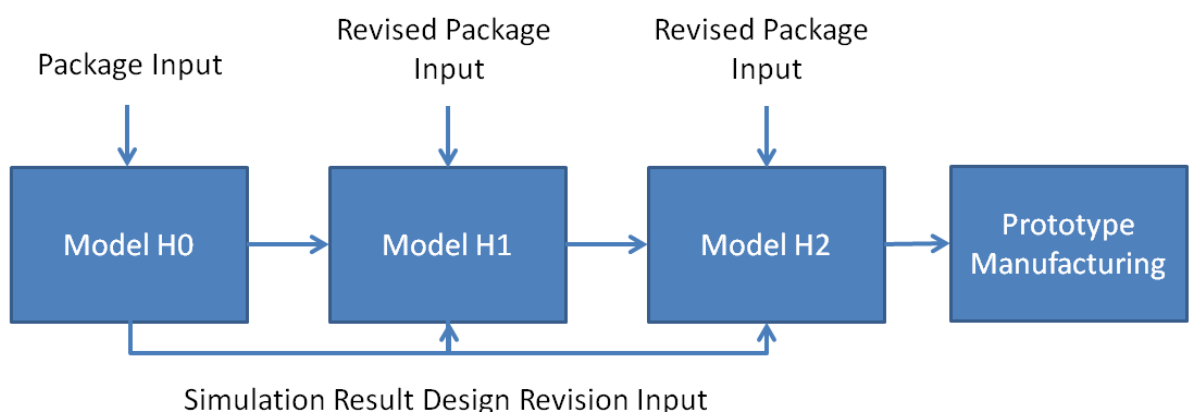 Package Input
Revised Package
Input
Revised Package
Input
Model H0
Model H1
Model H2
Prototype
Manufacturing
Simulation Result Design Revision Input